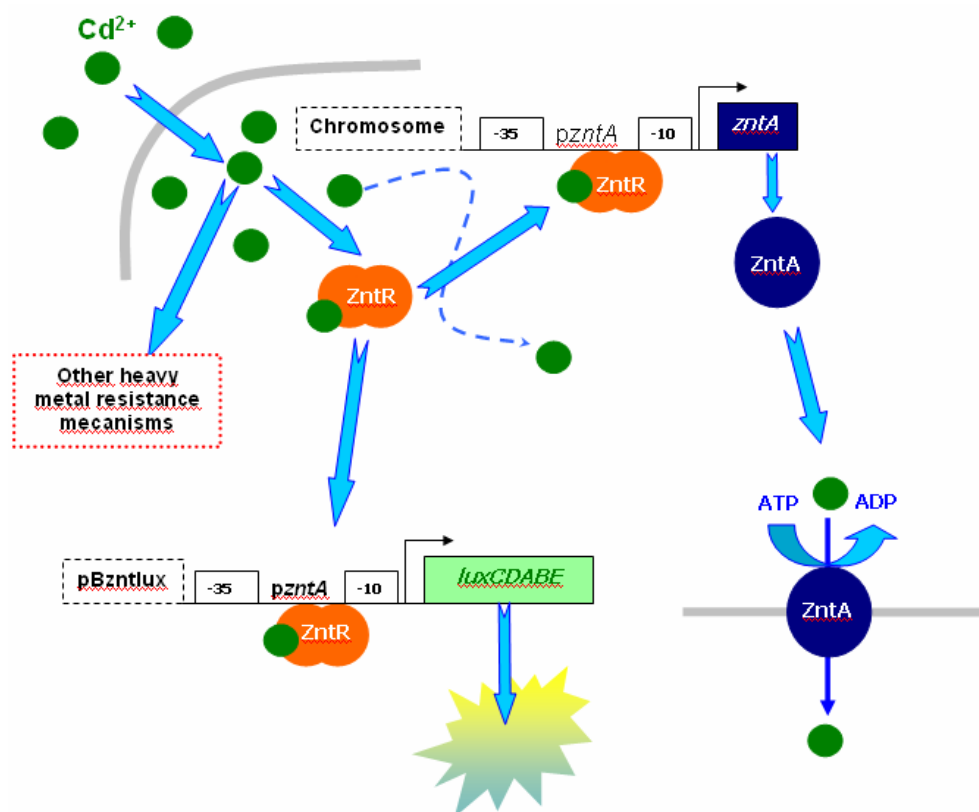 Cd²⁺
Chromosome
-35
pzntA
-10
zntA
ZntR
ZntA
ZntR
Other heavy
metal resistance
mecanisms
ATP
ADP
pBzntlux
-35
pzntA
-10
luxCDABE
ZntR
ZntA